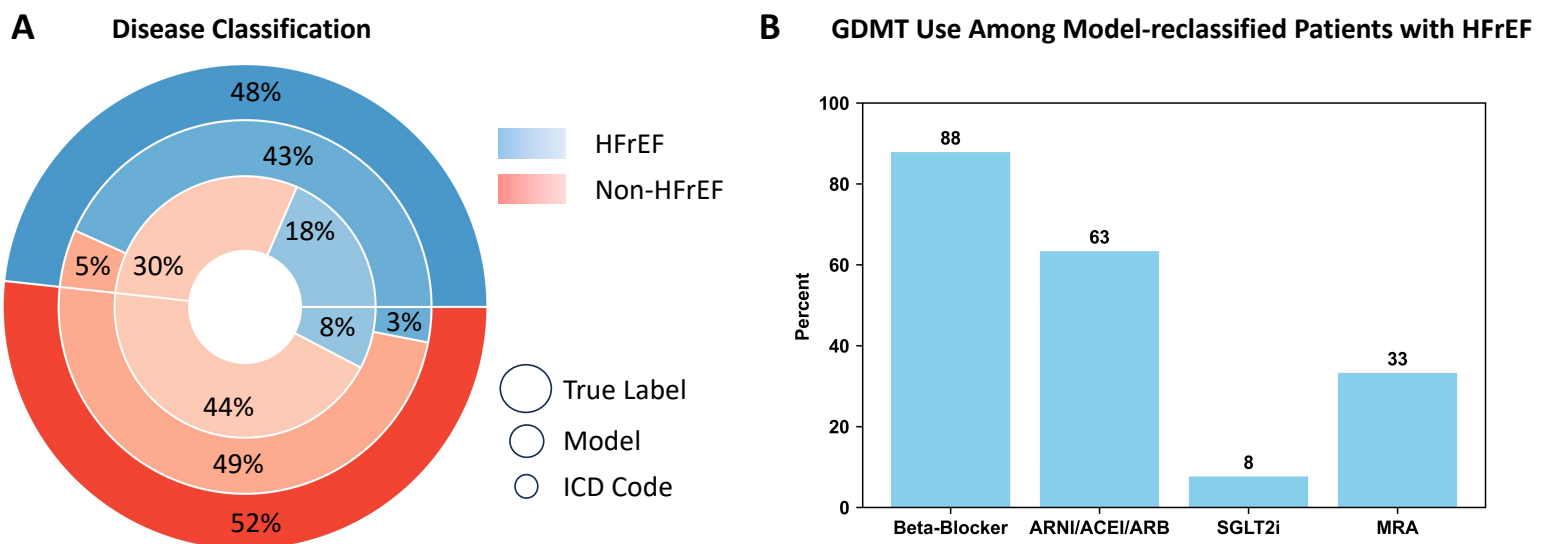 A
Disease Classification
48%
43%
18%
5%
30%
8%
3%
44%
49%
52%
HFrEF
Non-HFrEF
True Label
Model
ICD Code
B
GDMT Use Among Model-reclassified Patients with HFrEF
Percent
100
80
60
40
20
0
88
63
8
33
Beta-Blocker
ARNI/ACEI/ARB
SGLT2i
MRA